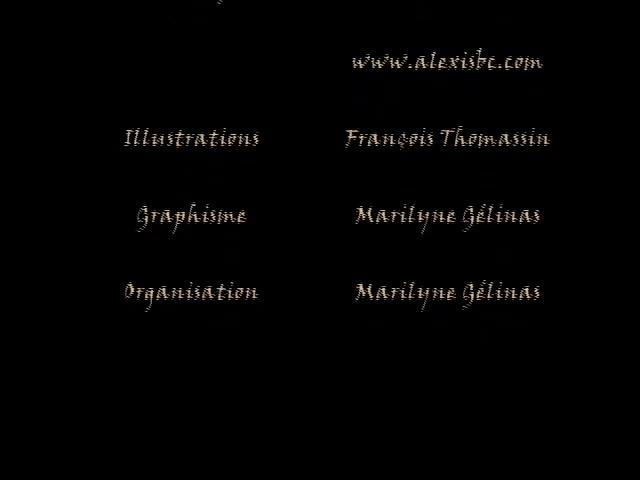 www.alexisbc.com
Illustrations François Thomassin
Graphisme Marilyne Gélinas
Organisation Marilyne Gélinas